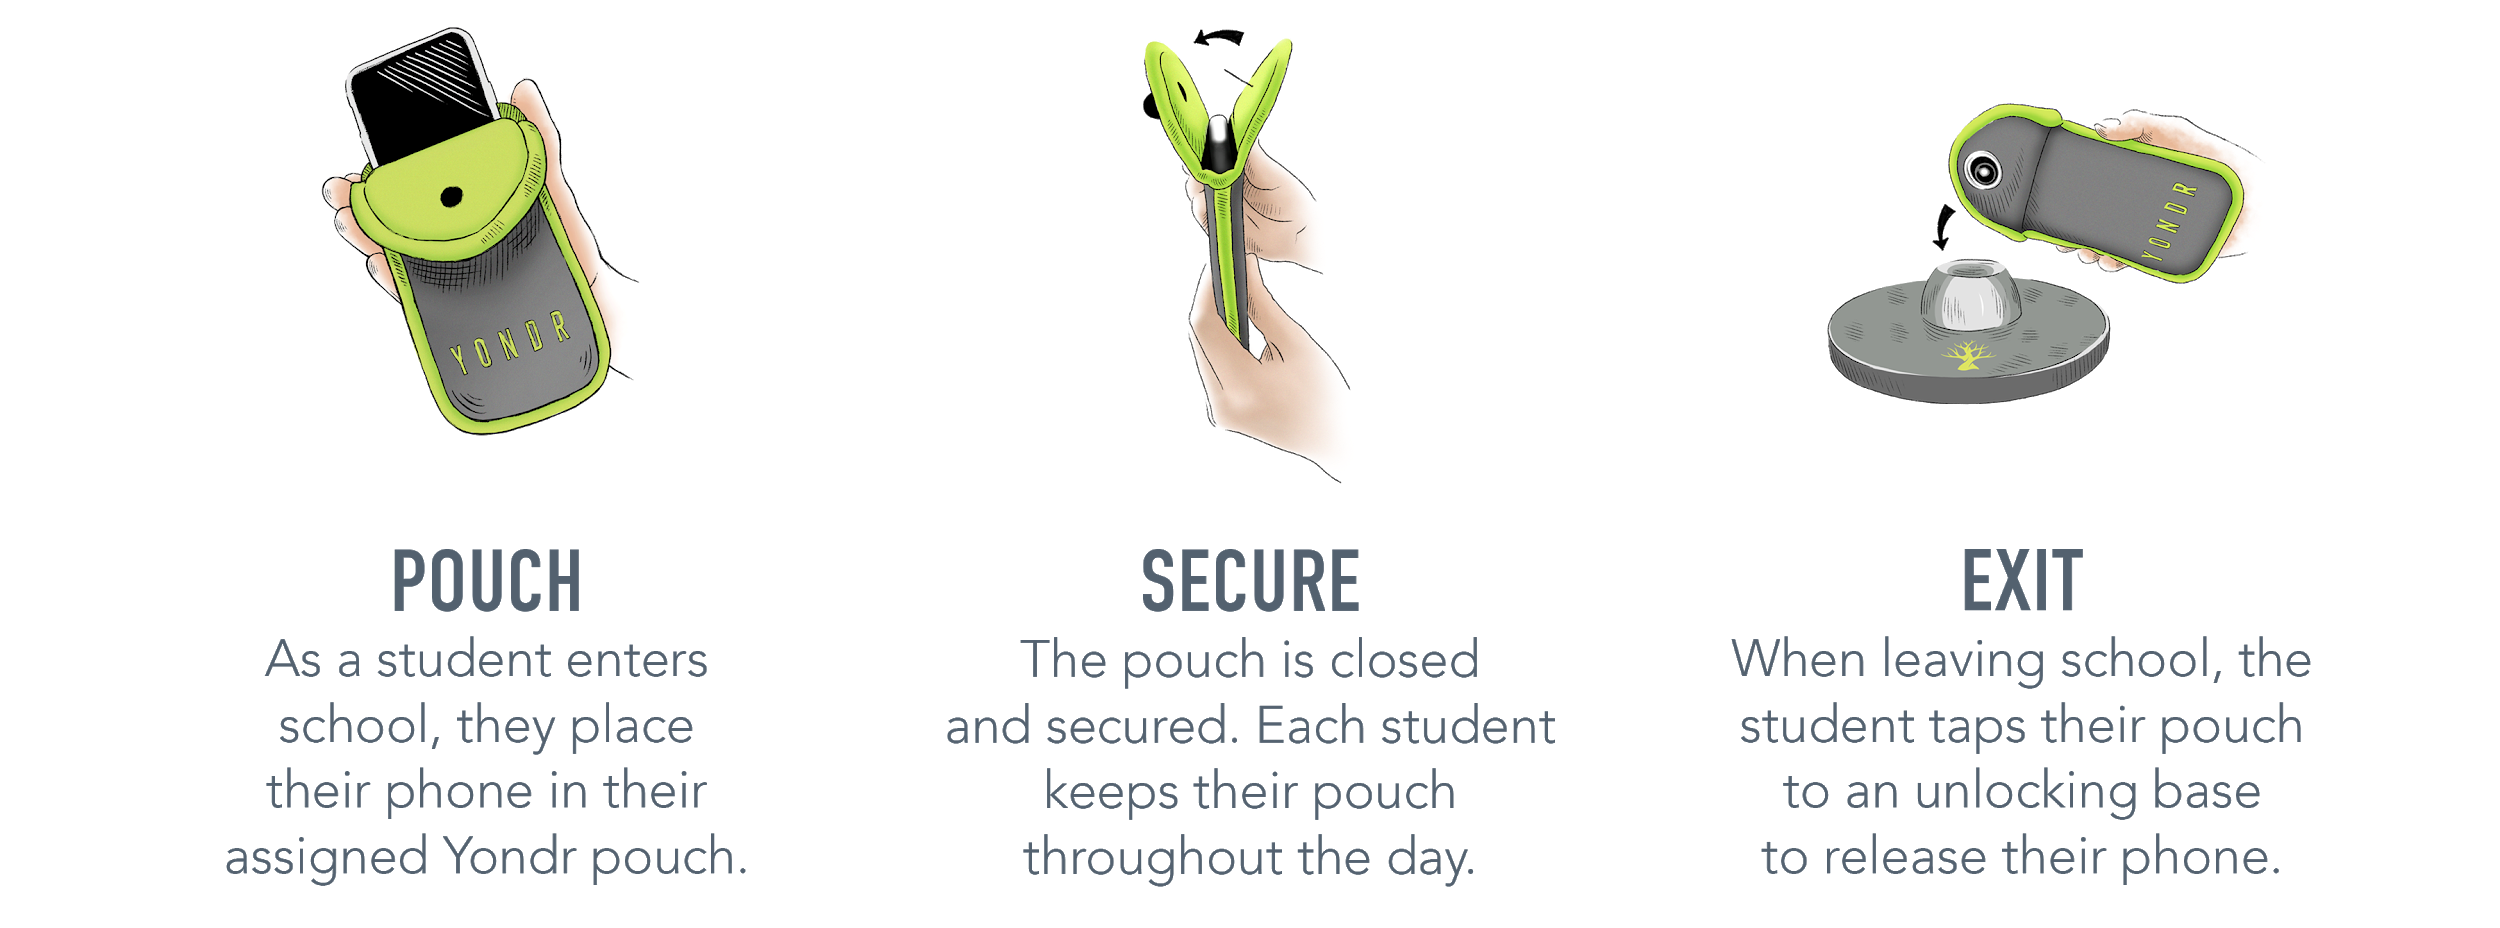 YONDR
YONDR
POUCH
As a student enters
school, they place
their phone in their
assigned Yondr pouch.
SECURE
The pouch is closed
and secured. Each student
keeps their pouch
throughout the day.
EXIT
When leaving school, the
student taps their pouch
to an unlocking base
to release their phone.